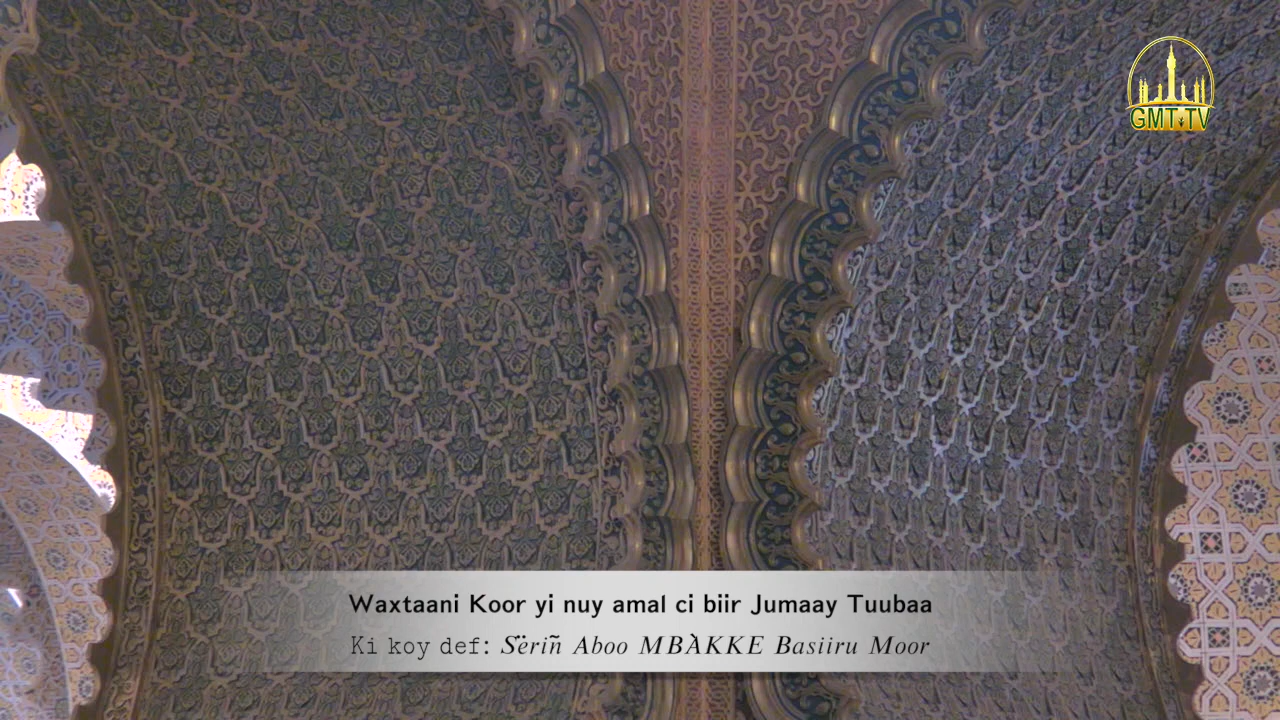 GMT TV
Waxtaani Koor yi nuy amal ci biir Jumaay Tuubaa
Ki koy def: Sëriñ Aboo MBÀKKE Basiiru Moor